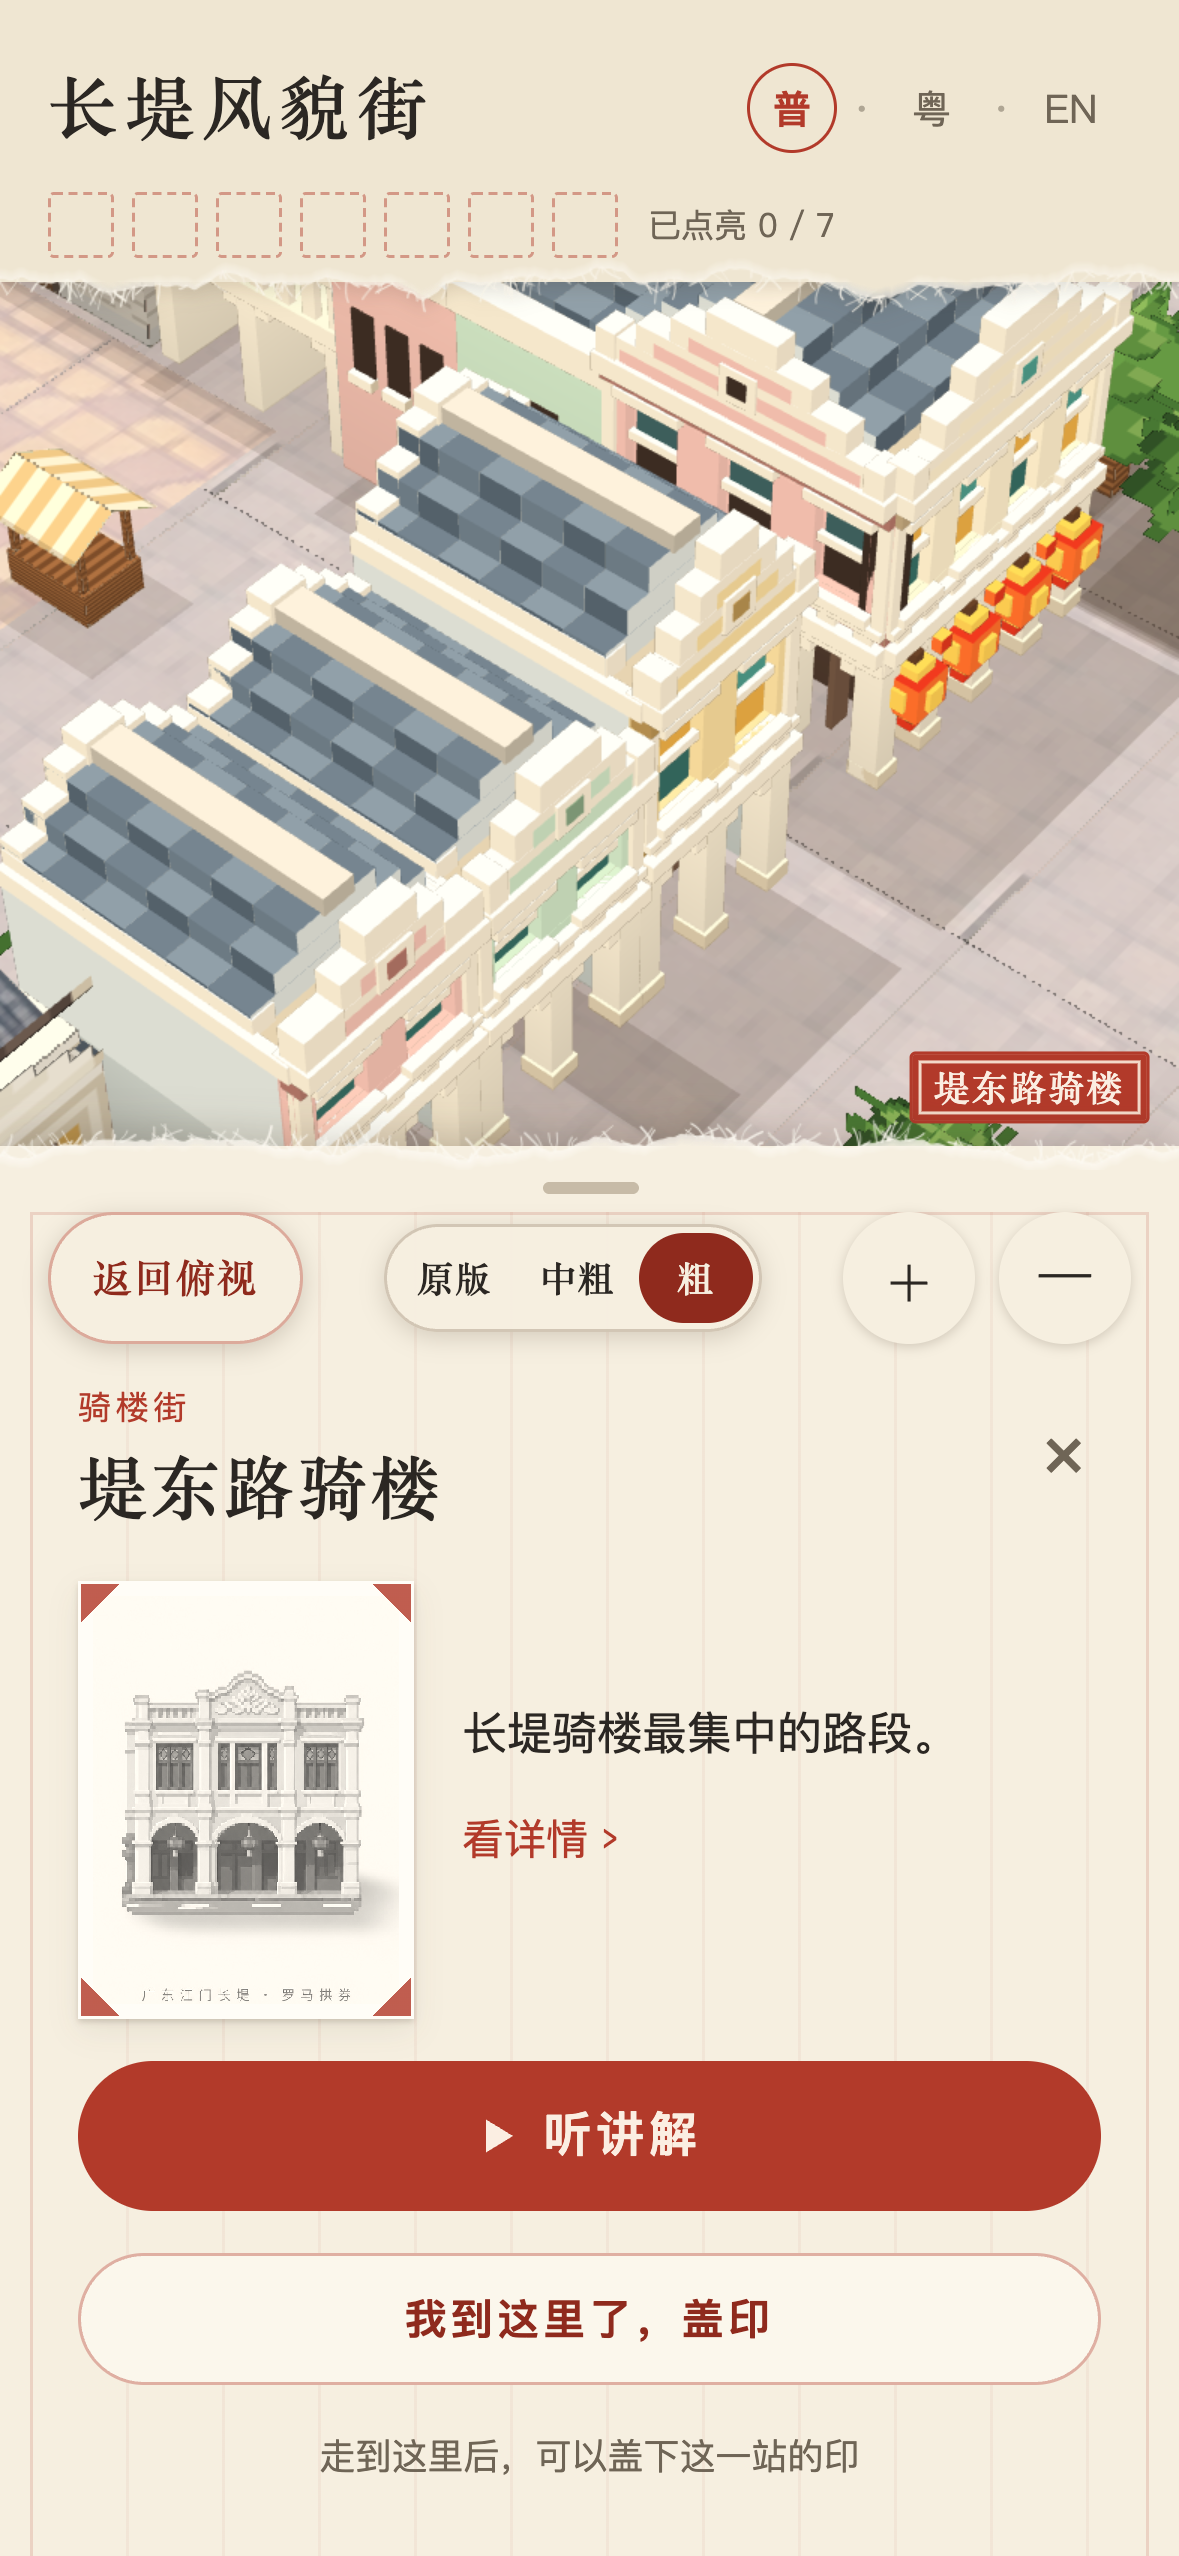 长堤风貌街
普 · 粤 · EN
已点亮 0 / 7
堤东路骑楼
返回俯视
原版 中粗 粗
骑楼街
堤东路骑楼
长堤骑楼最集中的路段。
看详情 >
广东江门长堤 · 罗马拱券
听讲解
我到这里了，盖印
走到这里后，可以盖下这一站的印